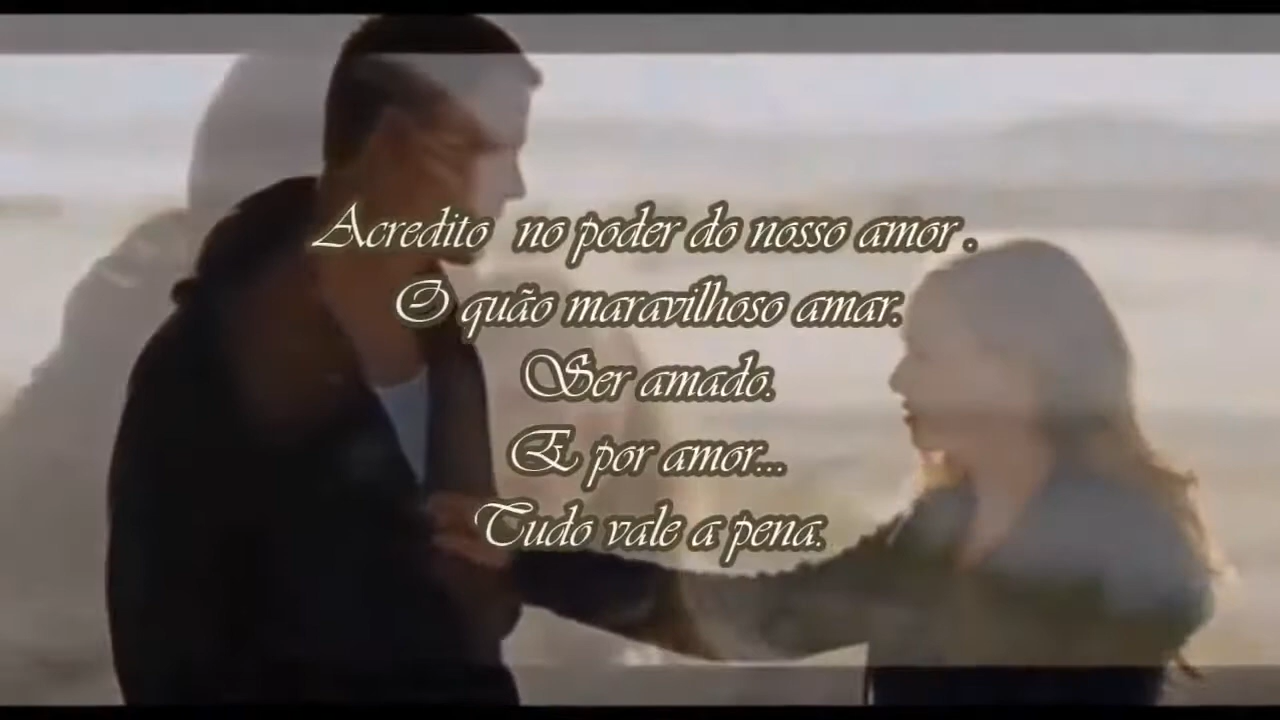 Acredito no poder do nosso amor .
O quão maravilhoso amar.
Ser amado.
E por amor...
Tudo vale a pena.